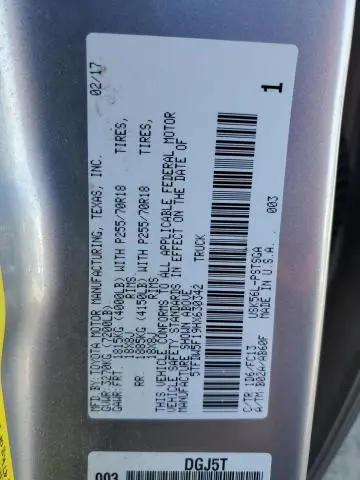 MFD BY: TOYOTA MOTOR MANUFACTURING, TEXAS, INC. 02/17
GVWR: 3270KG (7200LB)
GAWR:FRT. 1815KG (4000LB) WITH P255/70R18 TIRES,
18X8J RIMS
RR 1885KG (4150LB) WITH P255/70R18 TIRES,
18X8J RIMS
THIS VEHICLE CONFORMS TO ALL APPLICABLE FEDERAL MOTOR
VEHICLE SAFETY STANDARDS IN EFFECT ON THE DATE OF
MANUFACTURE SHOWN ABOVE.
5TFDW5F19HX630342 TRUCK
C/TR: 1D6/FC13 USK56L-PSTSGA 003
A/TM: B02A/AB60F MADE IN U.S.A. 1
003 DGJ5T